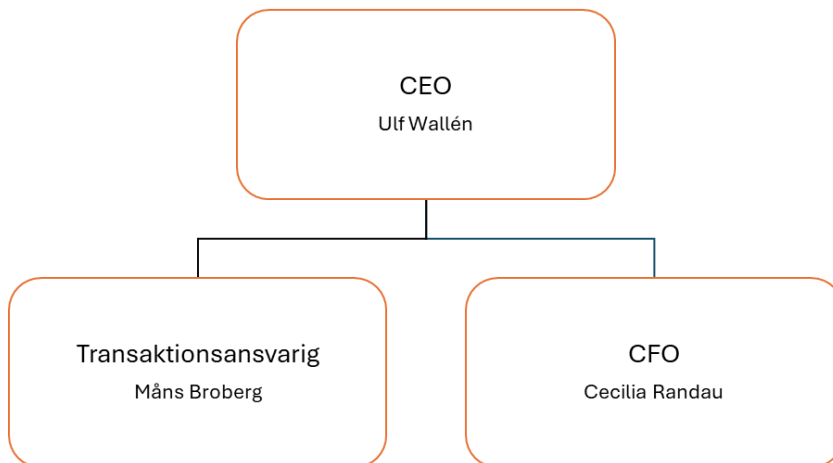 CEO
Ulf Wallén
Transaktionsansvarig
Måns Broberg
CFO
Cecilia Randau